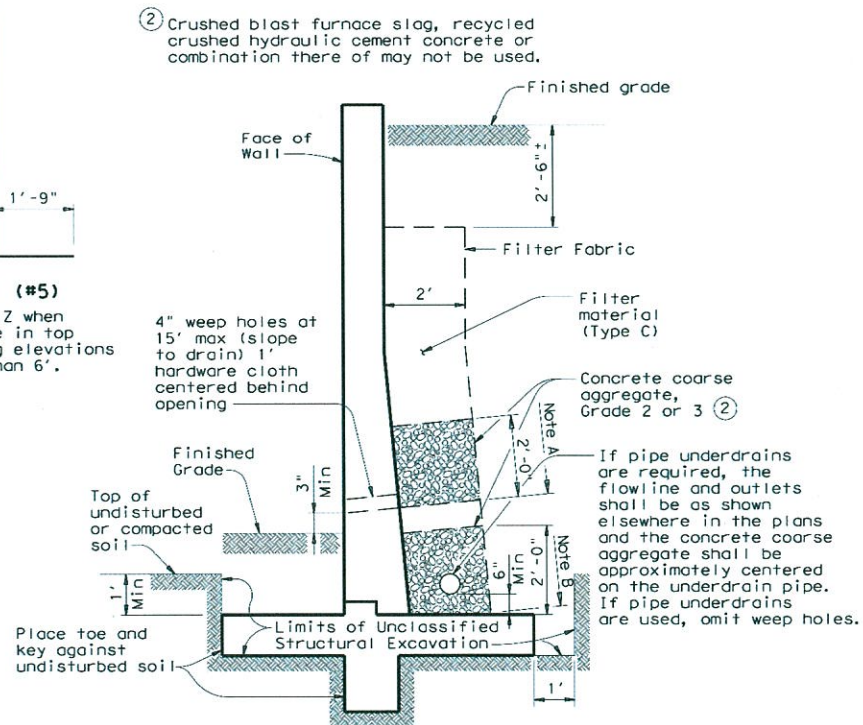 ② Crushed blast furnace slag, recycled
crushed hydraulic cement concrete or
combination there of may not be used.
Finished grade
Face of
Wall
2'-6"±
1'-9"
Filter Fabric
(#5)
Z when
e in top
g elevations
han 6'.
2'
Filter
material
(Type C)
4" weep holes at
15' max (slope
to drain) 1'
hardware cloth
centered behind
opening
Concrete coarse
aggregate,
Grade 2 or 3 ②
2'-0"
Note A
Finished
Grade
3"
Min
If pipe underdrains
are required, the
flowline and outlets
shall be as shown
elsewhere in the plans
and the concrete coarse
aggregate shall be
approximately centered
on the underdrain pipe.
If pipe underdrains
are used, omit weep holes.
Top of
undisturbed
or compacted
soil
1'
Min
6"
Min
2'-0"
Note B
Limits of Unclassified
Structural Excavation
Place toe and
key against
undisturbed soil
1'